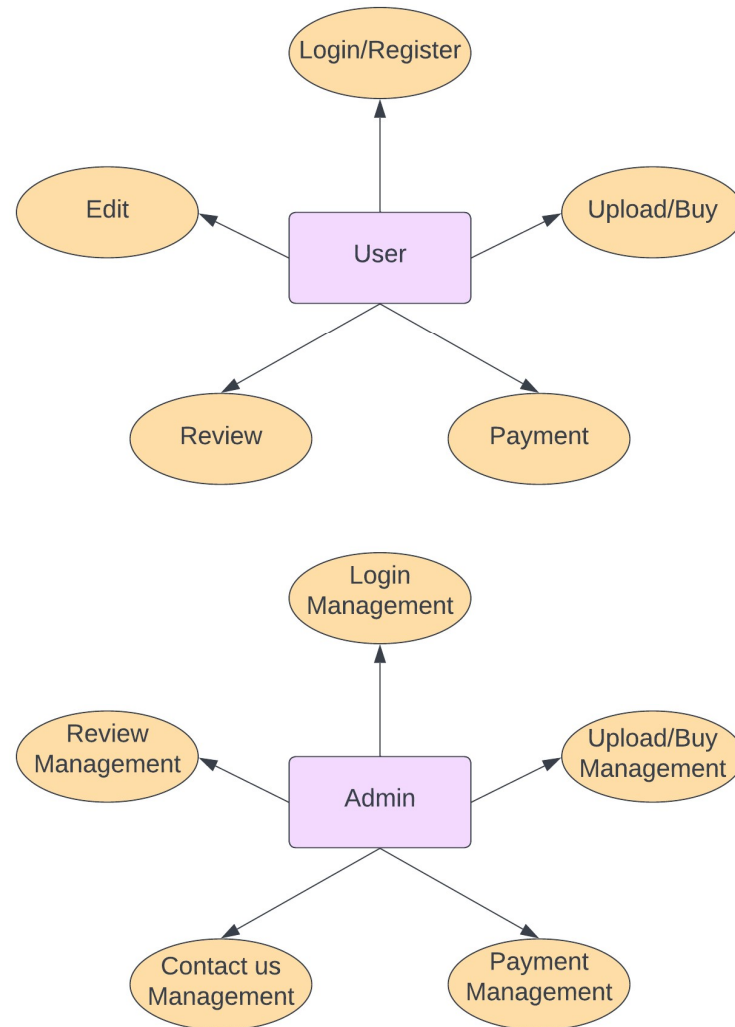 Login/Register
Edit
Upload/Buy
User
Review
Payment
Login
Management
Review
Management
Upload/Buy
Management
Admin
Contact us
Management
Payment
Management